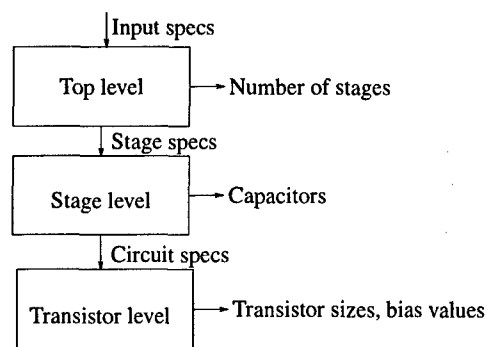 Input specs
Top level
Number of stages
Stage specs
Stage level
Capacitors
Circuit specs
Transistor level
Transistor sizes, bias values